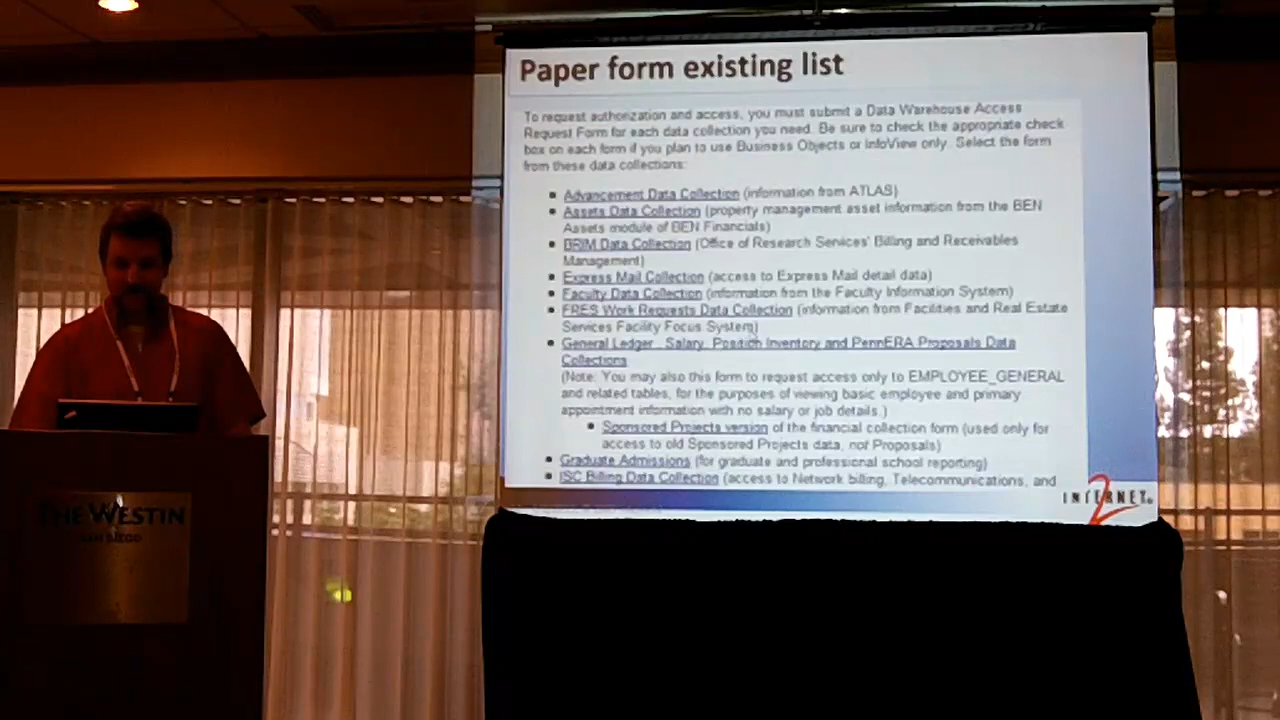 Paper form existing list
To request authorization and access, you must submit a Data Warehouse Access
Request Form for each data collection you need. Be sure to check the appropriate check
box on each form if you plan to use Business Objects or InfoView only. Select the form
from these data collections:
Advancement Data Collection (information from ATLAS)
Assets Data Collection (property management asset information from the BEN
Assets module of BEN Financials)
BRIM Data Collection (Office of Research Services' Billing and Receivables
Management)
Express Mail Collection (access to Express Mail detail data)
Faculty Data Collection (information from the Faculty Information System)
FRES Work Requests Data Collection (information from Facilities and Real Estate
Services Facility Focus System)
General Ledger, Salary, Position Inventory and PennERA Proposals Data
Collections
(Note: You may also this form to request access only to EMPLOYEE_GENERAL
and related tables, for the purposes of viewing basic employee and primary
appointment information with no salary or job details.)
Sponsored Projects version of the financial collection form (used only for
access to old Sponsored Projects data, not Proposals)
Graduate Admissions (for graduate and professional school reporting)
ISC Billing Data Collection (access to Network billing, Telecommunications, and
INTERNET2
THE WESTIN
SAN DIEGO